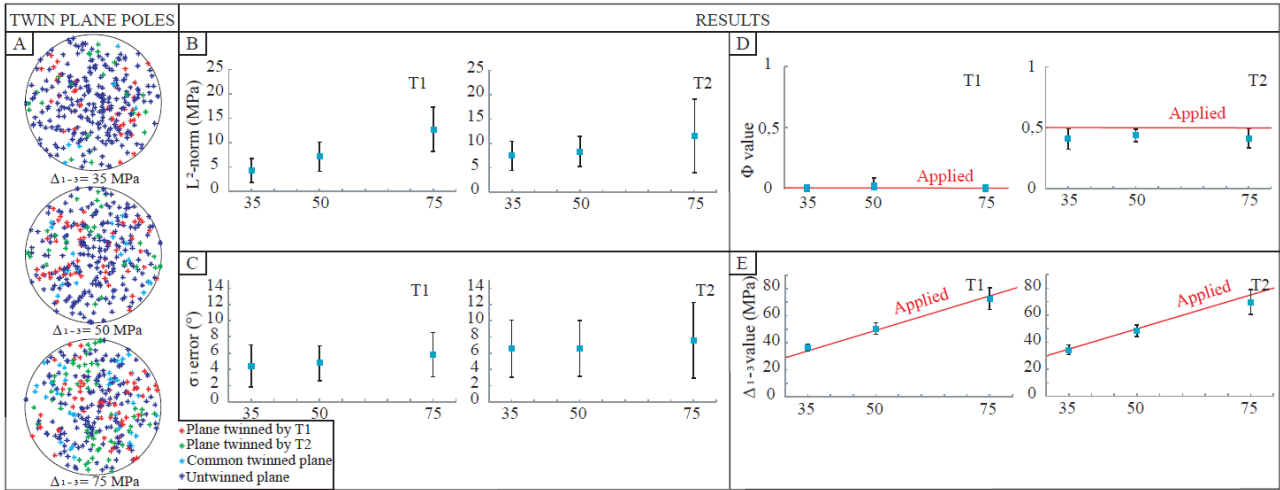 TWIN PLANE POLES
RESULTS
A
Δ₁₋₃= 35 MPa
Δ₁₋₃= 50 MPa
Δ₁₋₃= 75 MPa
B
L²-norm (MPa)
25
20
15
10
5
0
35 50 75
T1
25
20
15
10
5
0
35 50 75
T2
C
σ₁error (°)
14
12
10
8
6
4
2
0
35 50 75
T1
14
12
10
8
6
4
2
0
35 50 75
T2
Plane twinned by T1
Plane twinned by T2
Common twinned plane
Untwinned plane
D
Φ value
1
0.5
0
35 50 75
T1
Applied
1
0.5
0
35 50 75
T2
Applied
E
Δ₁₋₃value (MPa)
80
60
40
20
0
35 50 75
T1
Applied
80
60
40
20
0
35 50 75
T2
Applied